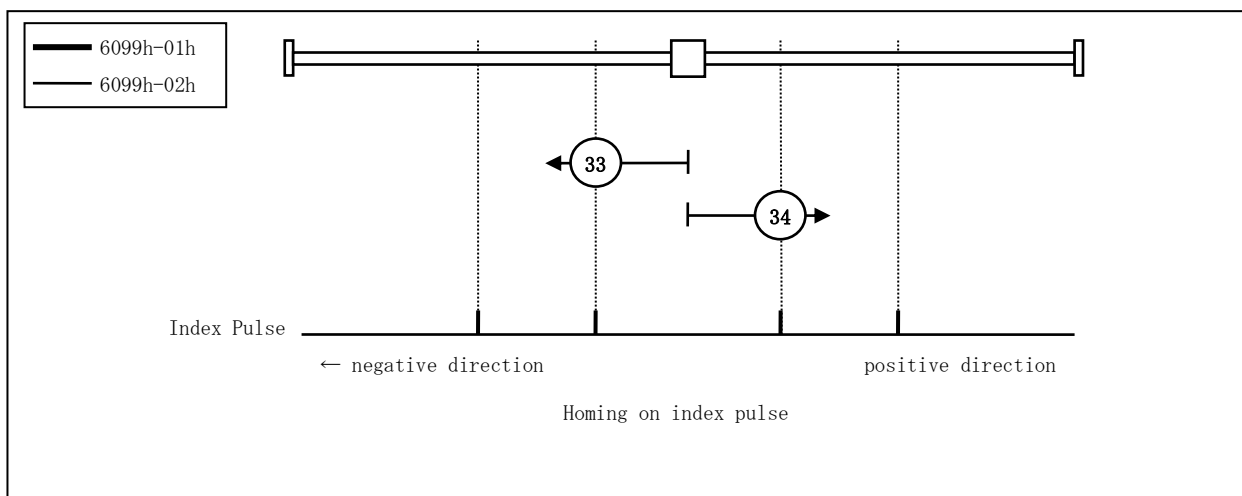 6099h-01h
6099h-02h
33
34
Index Pulse
← negative direction
positive direction
Homing on index pulse